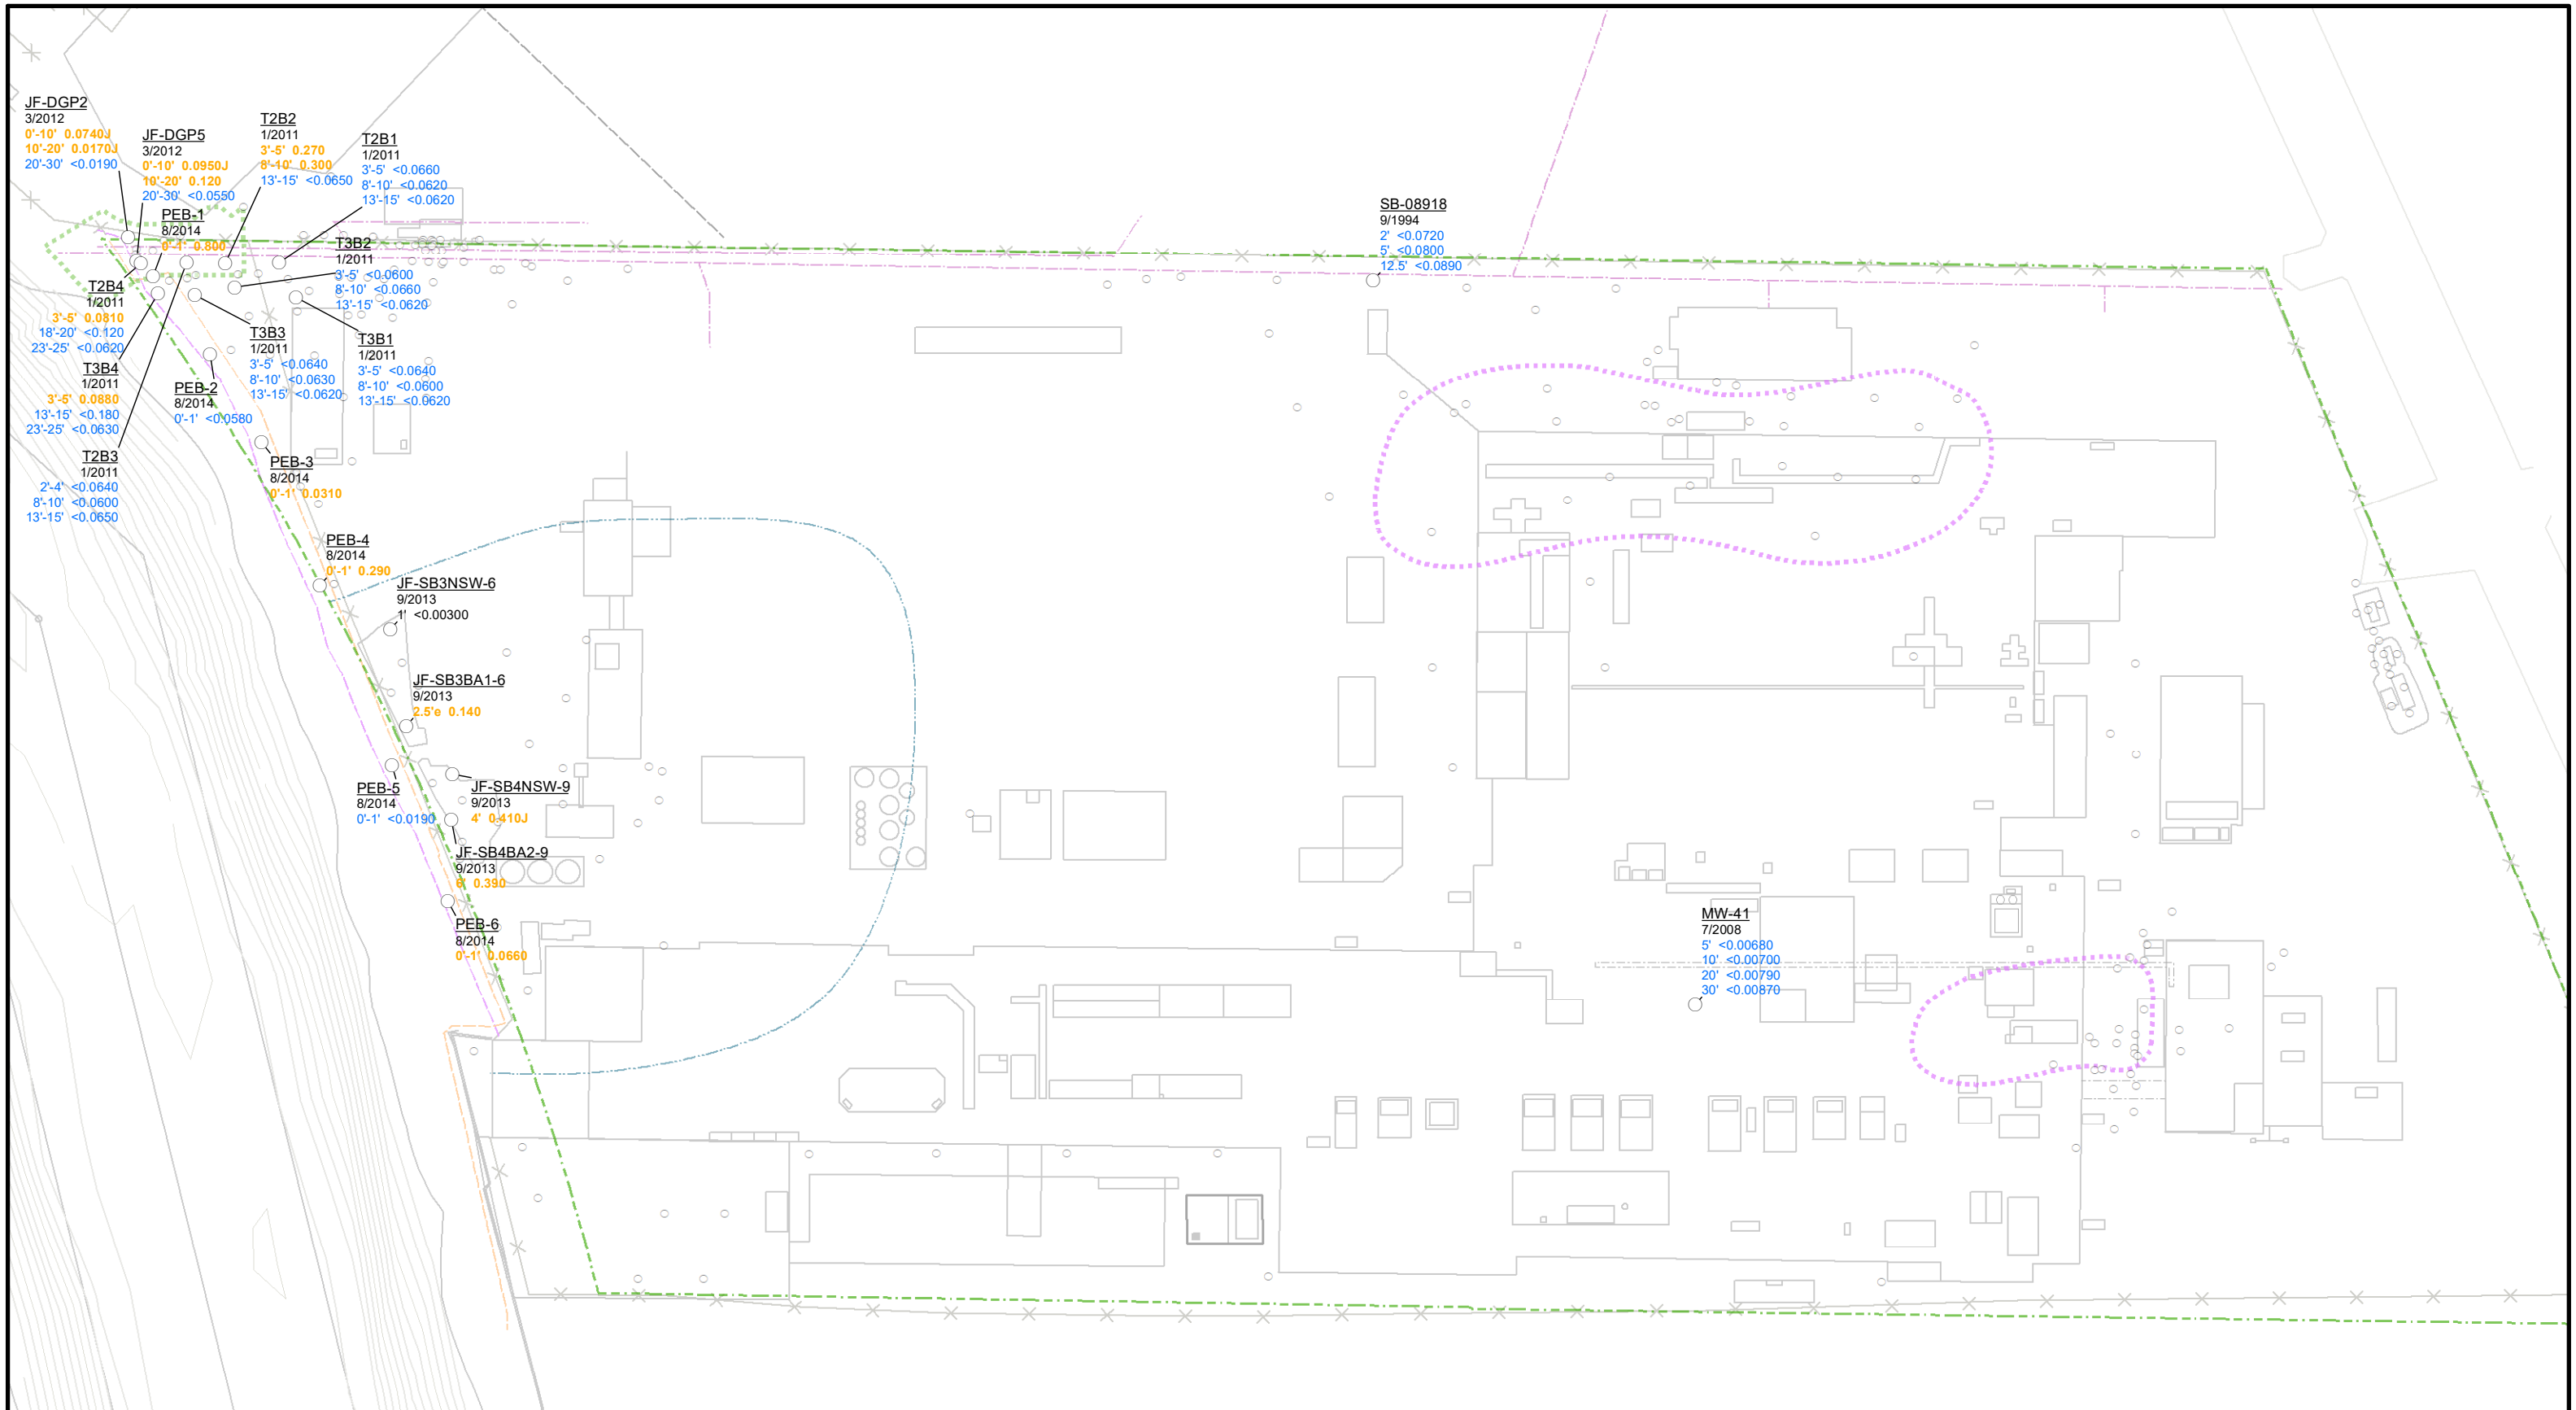 JF-DGP2
3/2012
0'-10' 0.0740J
10'-20' 0.0170J
20'-30' <0.0190
JF-DGP5
3/2012
0'-10' 0.0950J
10'-20' 0.120
20'-30' <0.0550
T2B2
1/2011
3'-5' 0.270
8'-10' 0.300
13'-15' <0.0650
T2B1
1/2011
3'-5' <0.0660
8'-10' <0.0620
13'-15' <0.0620
PEB-1
8/2014
0'-1' 0.800
T3B2
1/2011
3'-5' <0.0600
8'-10' <0.0660
13'-15' <0.0620
SB-08918
9/1994
2' <0.0720
5' <0.0800
12.5' <0.0890
T2B4
1/2011
3'-5' 0.0810
18'-20' <0.120
23'-25' <0.0620
T3B3
1/2011
3'-5' <0.0640
8'-10' <0.0630
13'-15' <0.0620
T3B1
1/2011
3'-5' <0.0640
8'-10' <0.0600
13'-15' <0.0620
T3B4
1/2011
3'-5' 0.0880
13'-15' <0.180
23'-25' <0.0630
PEB-2
8/2014
0'-1' <0.0580
T2B3
1/2011
2'-4' <0.0640
8'-10' <0.0600
13'-15' <0.0650
PEB-3
8/2014
0'-1' 0.0310
PEB-4
8/2014
0'-1' 0.290
JF-SB3NSW-6
9/2013
1' <0.00300
JF-SB3BA1-6
9/2013
2.5'e 0.140
PEB-5
8/2014
0'-1' <0.0190
JF-SB4NSW-9
9/2013
4' 0.410J
JF-SB4BA2-9
9/2013
6' 0.390
PEB-6
8/2014
0'-1' 0.0660
MW-41
7/2008
5' <0.00680
10' <0.00700
20' <0.00790
30' <0.00870